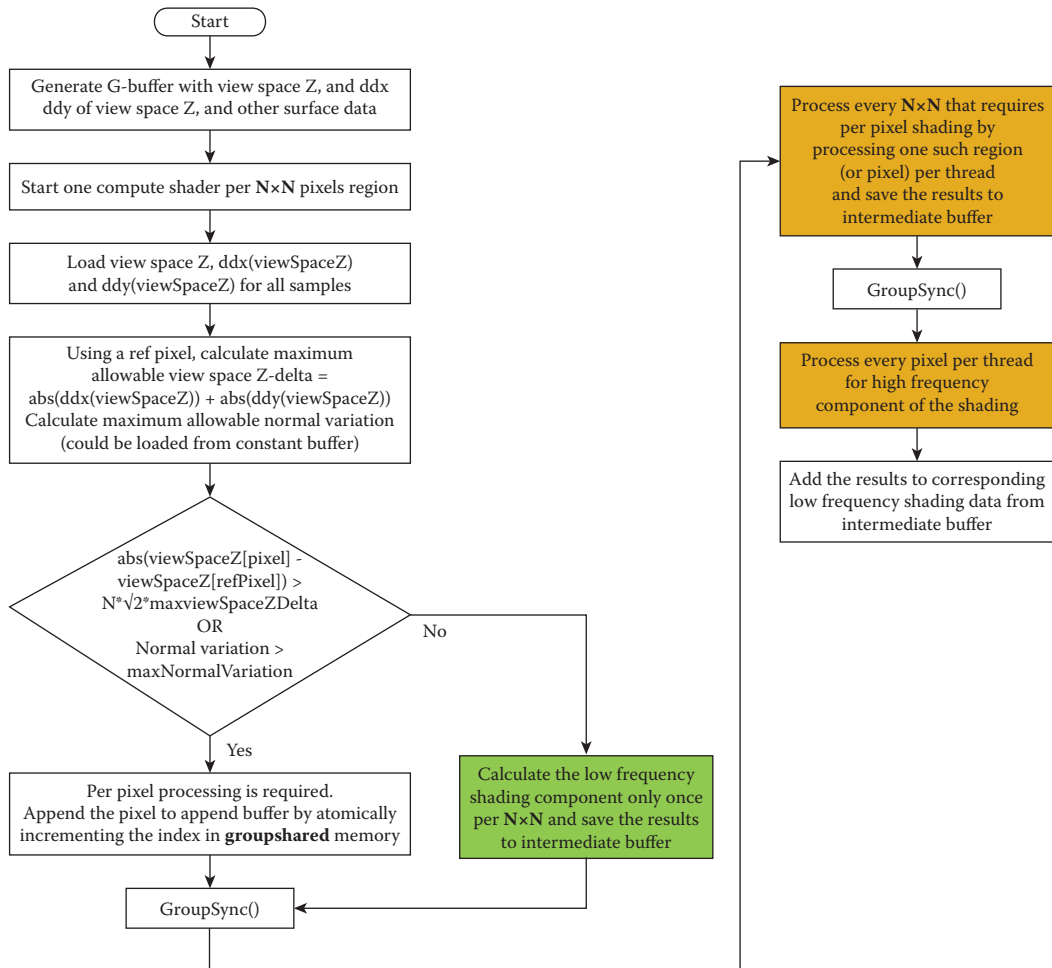 Start
Generate G-buffer with view space Z, and ddx
ddy of view space Z, and other surface data
Start one compute shader per N×N pixels region
Load view space Z, ddx(viewSpaceZ)
and ddy(viewSpaceZ) for all samples
Using a ref pixel, calculate maximum
allowable view space Z-delta =
abs(ddx(viewSpaceZ)) + abs(ddy(viewSpaceZ))
Calculate maximum allowable normal variation
(could be loaded from constant buffer)
abs(viewSpaceZ[pixel] -
viewSpaceZ[refPixel]) >
N*√2*maxviewSpaceZDelta
OR
Normal variation >
maxNormalVariation
No
Yes
Per pixel processing is required.
Append the pixel to append buffer by atomically
incrementing the index in groupshared memory
Calculate the low frequency
shading component only once
per N×N and save the results
to intermediate buffer
GroupSync()
Process every N×N that requires
per pixel shading by
processing one such region
(or pixel) per thread
and save the results to
intermediate buffer
GroupSync()
Process every pixel per thread
for high frequency
component of the shading
Add the results to corresponding
low frequency shading data from
intermediate buffer